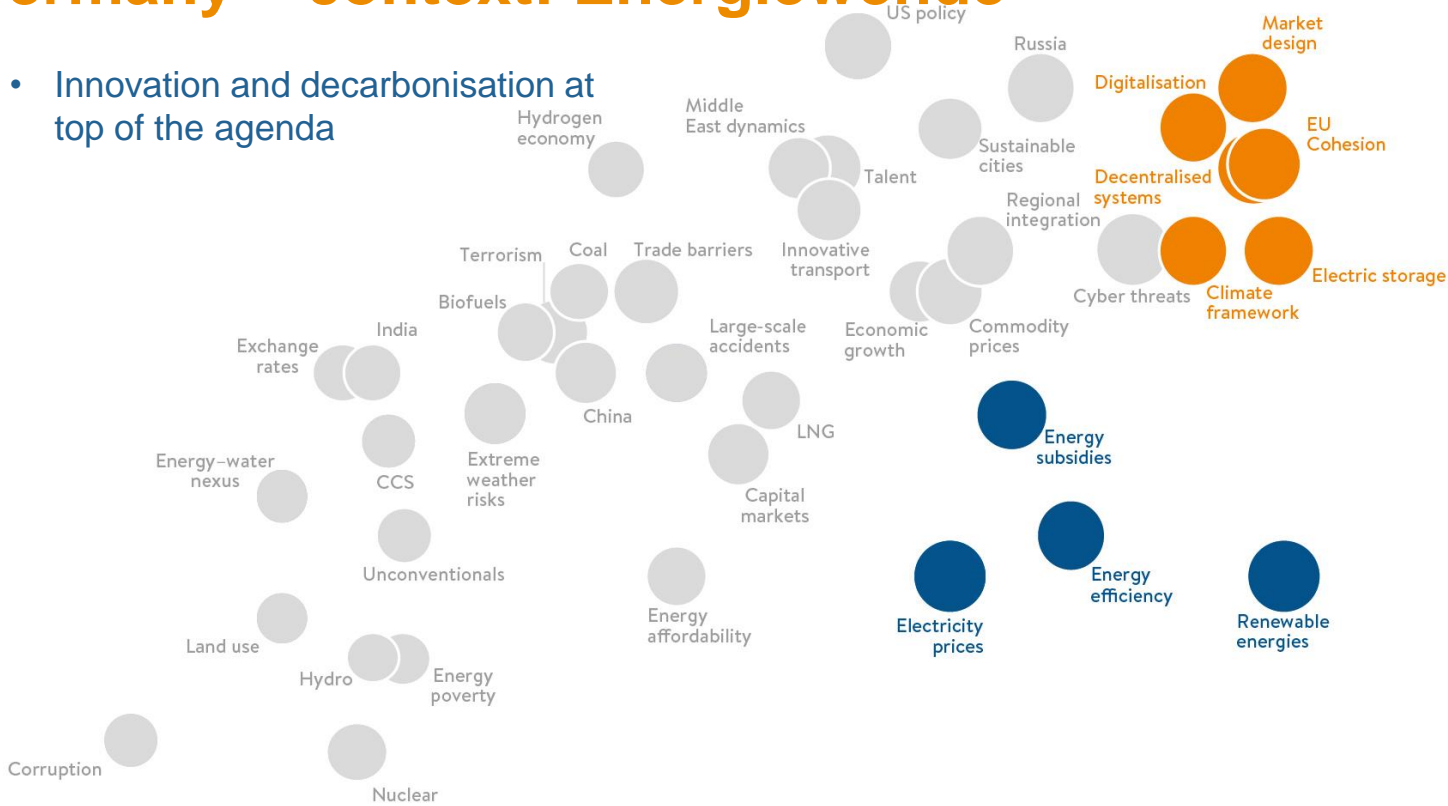 ermany – context: Energiewende
• Innovation and decarbonisation at
top of the agenda
US policy
Russia
Market
design
Digitalisation
EU
Cohesion
Middle
East dynamics
Hydrogen
economy
Sustainable
cities
Talent
Decentralised
systems
Regional
integration
Innovative
transport
Terrorism
Coal
Trade barriers
Cyber threats
Climate
framework
Electric storage
Biofuels
India
Exchange
rates
Large-scale
accidents
Economic
growth
Commodity
prices
China
LNG
Energy
subsidies
Energy–water
nexus
CCS
Extreme
weather
risks
Capital
markets
Unconventionals
Energy
efficiency
Energy
affordability
Electricity
prices
Renewable
energies
Land use
Hydro
Energy
poverty
Corruption
Nuclear